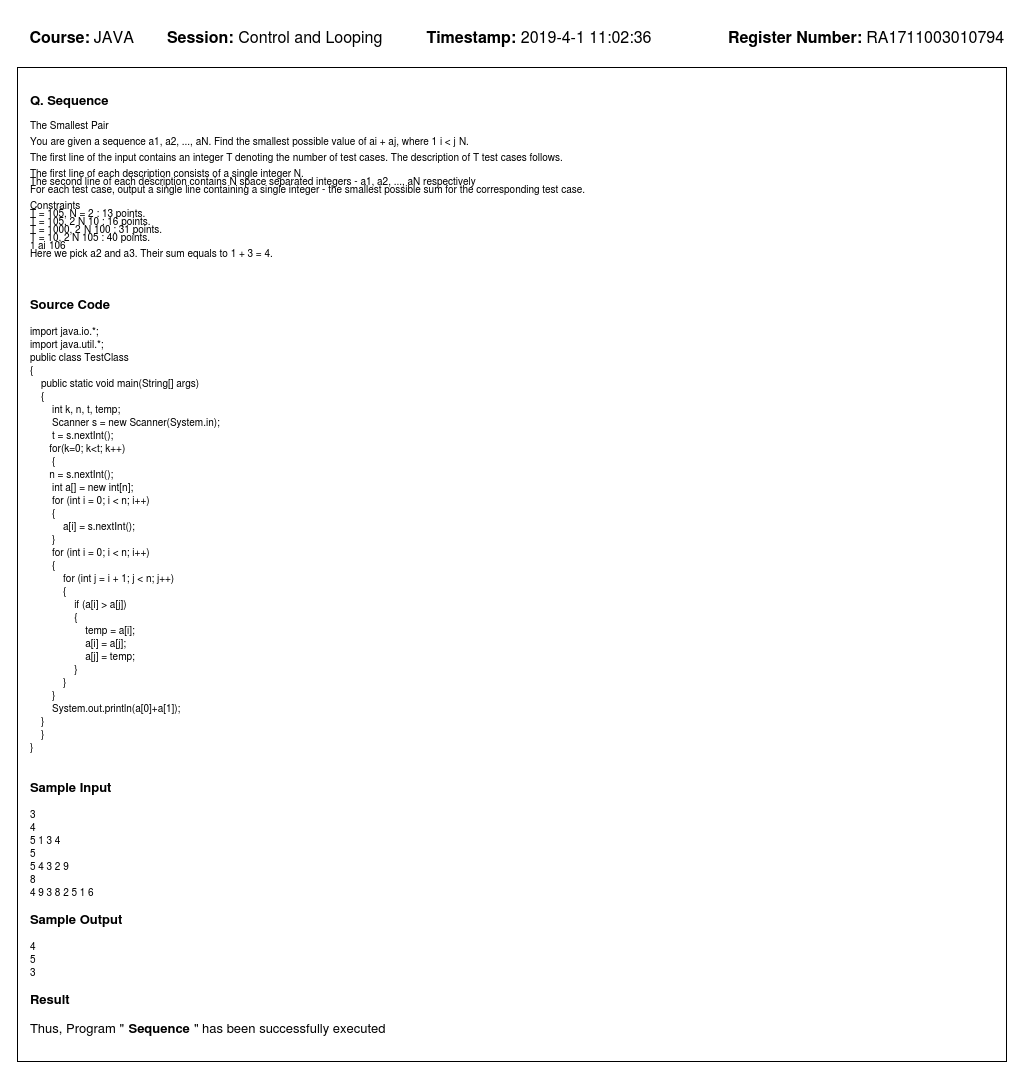 Course: JAVA Session: Control and Looping Timestamp: 2019-4-1 11:02:36 Register Number: RA1711003010794
Q. Sequence
The Smallest Pair
You are given a sequence a1, a2, ..., aN. Find the smallest possible value of ai + aj, where 1 i < j N.
The first line of the input contains an integer T denoting the number of test cases. The description of T test cases follows.
The first line of each description consists of a single integer N.
The second line of each description contains N space separated integers - a1, a2, ..., aN respectively
For each test case, output a single line containing a single integer - the smallest possible sum for the corresponding test case.
Constraints
T = 105, N = 2 : 13 points.
T = 105, 2 N 10 : 16 points.
T = 1000, 2 N 100 : 31 points.
T = 10, 2 N 105 : 40 points.
1 ai 106
Here we pick a2 and a3. Their sum equals to 1 + 3 = 4.
Source Code
import java.io.*;
import java.util.*;
public class TestClass
{
    public static void main(String[] args)
    {
        int k, n, t, temp;
        Scanner s = new Scanner(System.in);
        t = s.nextInt();
       for(k=0; k<t; k++)
        {
       n = s.nextInt();
        int a[] = new int[n];
        for (int i = 0; i < n; i++)
        {
            a[i] = s.nextInt();
        }
        for (int i = 0; i < n; i++)
        {
            for (int j = i + 1; j < n; j++)
            {
                if (a[i] > a[j])
                {
                    temp = a[i];
                    a[i] = a[j];
                    a[j] = temp;
                }
            }
        }
        System.out.println(a[0]+a[1]);
    }
    }
}
Sample Input
3
4
5 1 3 4
5
5 4 3 2 9
8
4 9 3 8 2 5 1 6
Sample Output
4
5
3
Result
Thus, Program " Sequence " has been successfully executed